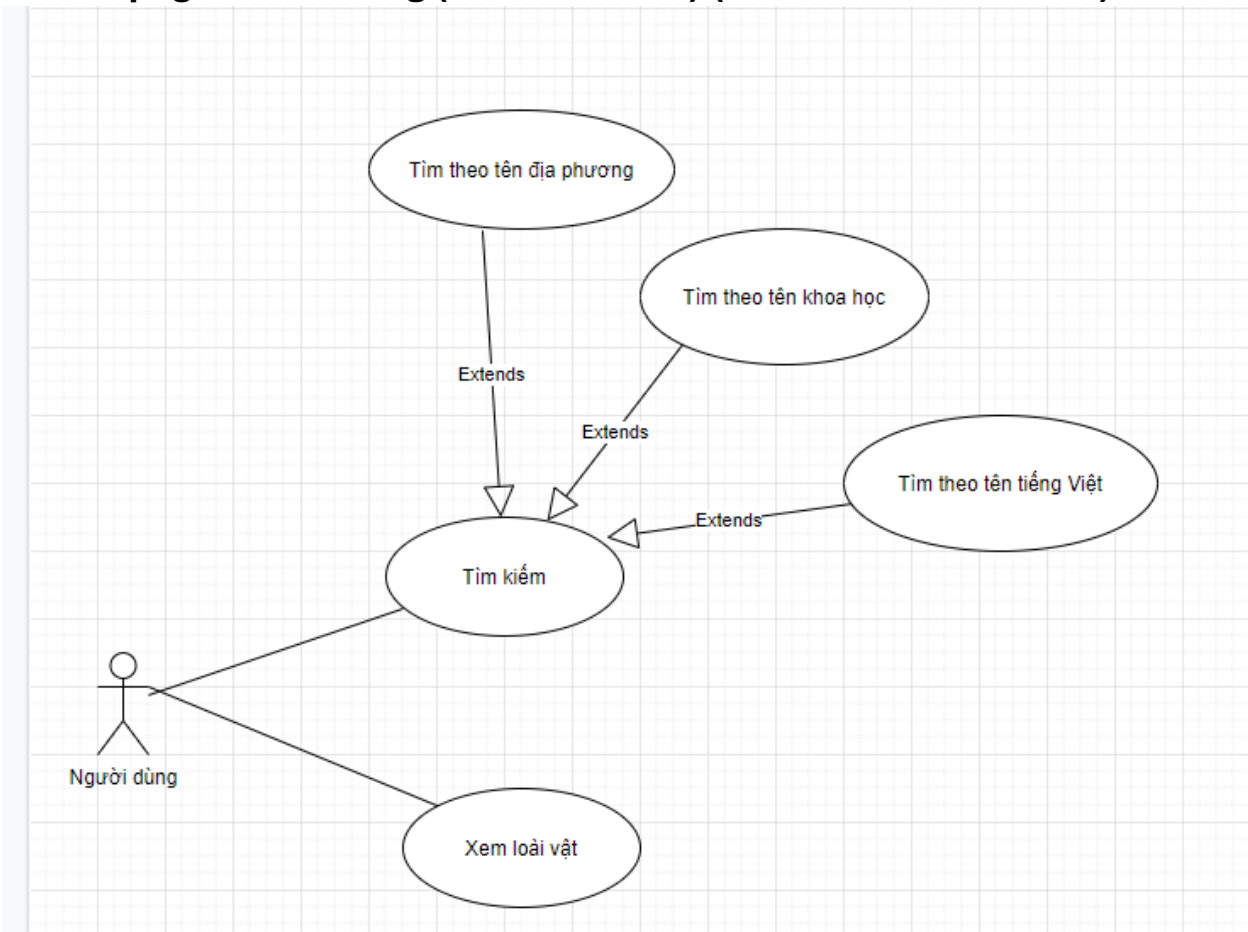 Tìm theo tên địa phương
Tìm theo tên khoa học
Extends
Extends
Tìm theo tên tiếng Việt
Extends
Tìm kiếm
Người dùng
Xem loài vật